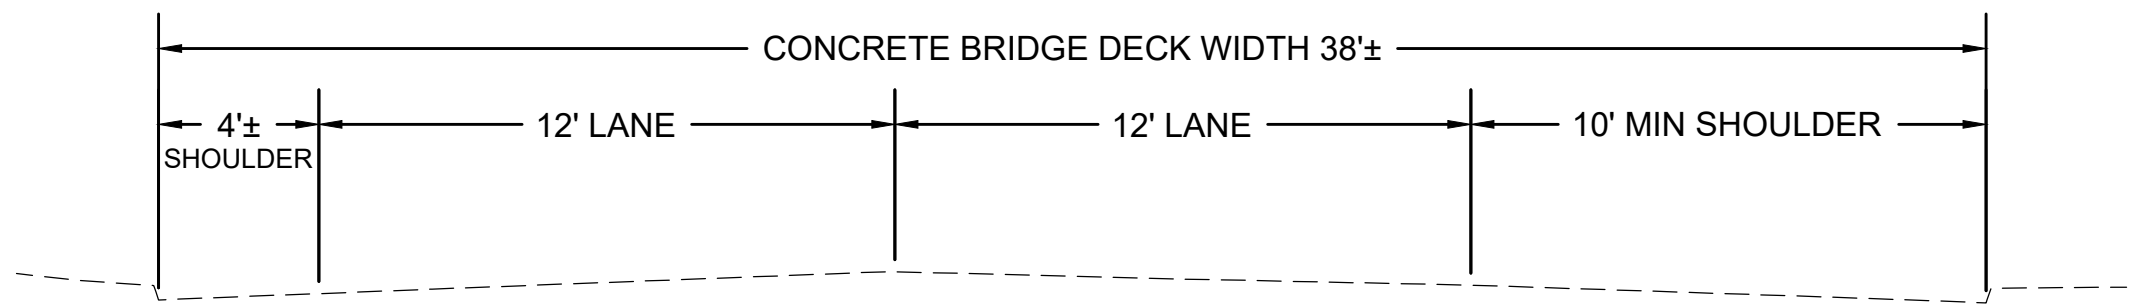 CONCRETE BRIDGE DECK WIDTH 38'±
4'±
SHOULDER
12' LANE
12' LANE
10' MIN SHOULDER